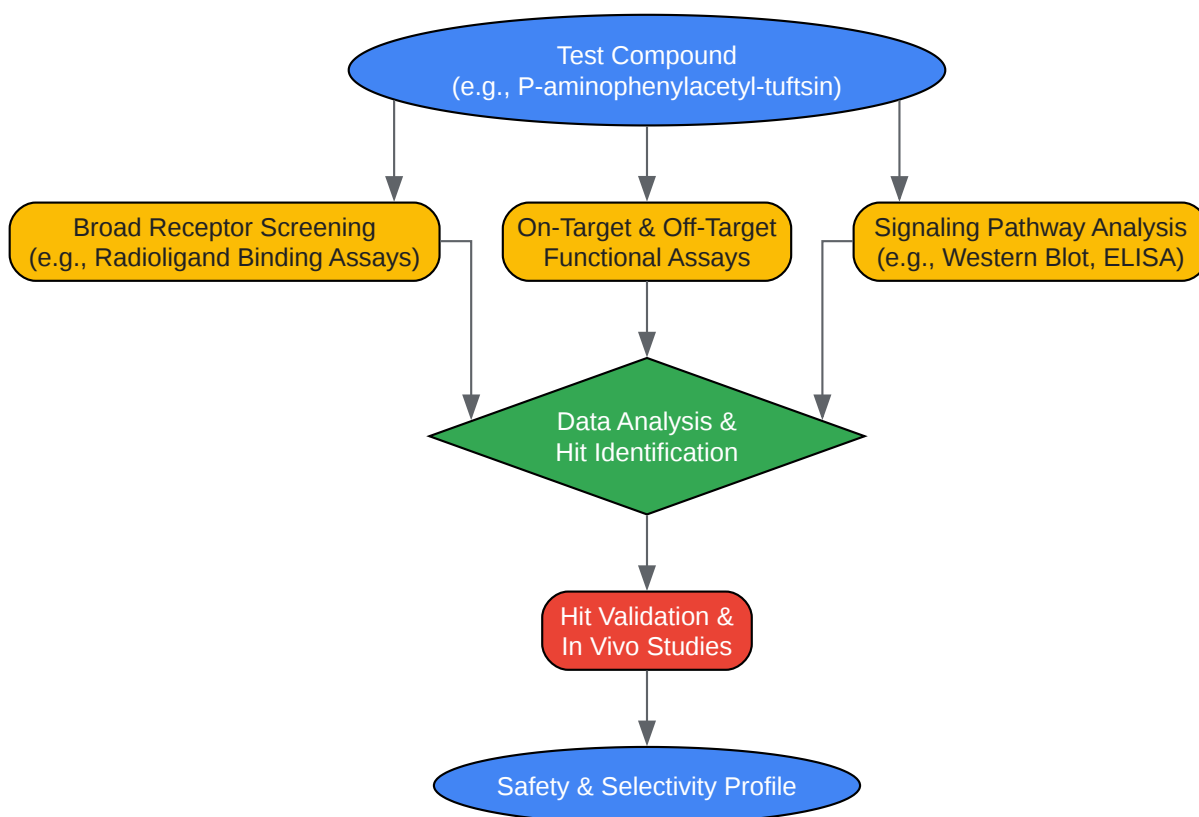 Test Compound
(e.g., P-aminophenylacetyl-tuftsin)
Broad Receptor Screening
(e.g., Radioligand Binding Assays)
On-Target & Off-Target
Functional Assays
Signaling Pathway Analysis
(e.g., Western Blot, ELISA)
Data Analysis &
Hit Identification
Hit Validation &
In Vivo Studies
Safety & Selectivity Profile